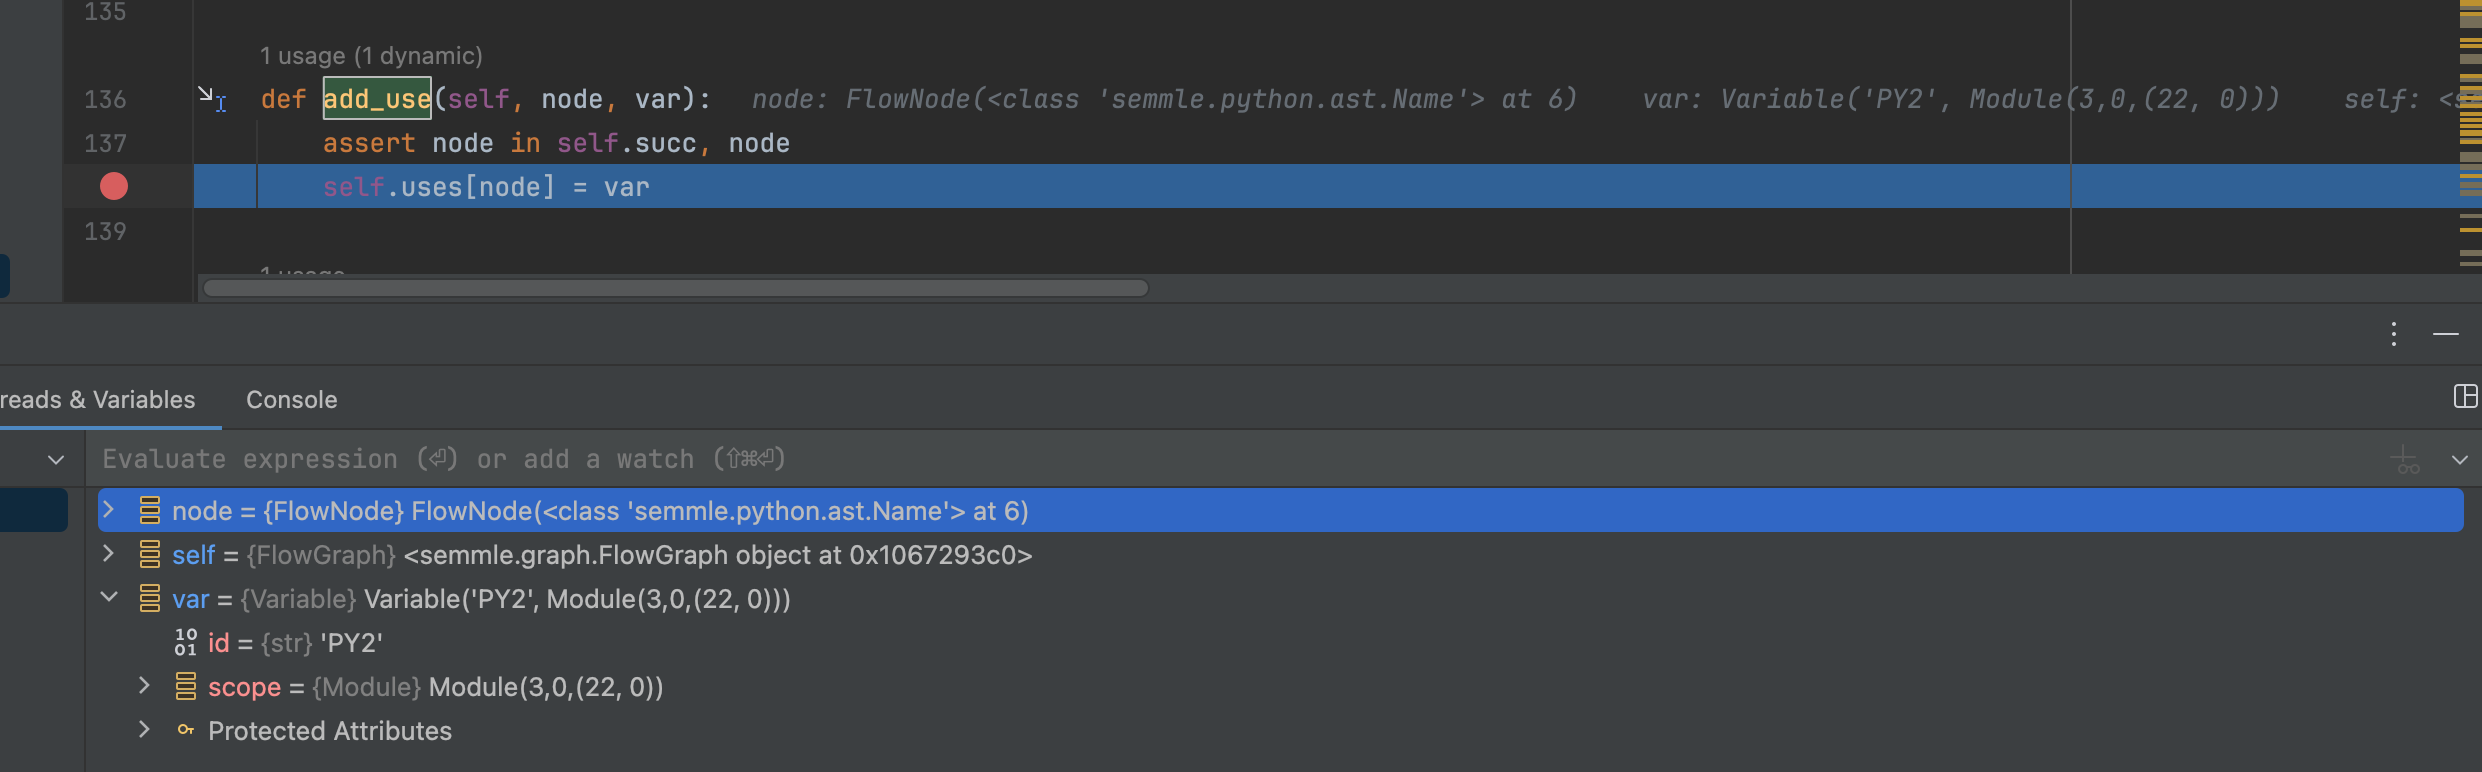 135
1 usage (1 dynamic)
136 def add_use(self, node, var): node: FlowNode(<class 'semmle.python.ast.Name'> at 6) var: Variable('PY2', Module(3,0,(22, 0))) self:
137 assert node in self.succ, node
self.uses[node] = var
139
1 usage
reads & Variables Console
Evaluate expression (⏎) or add a watch (⇧⌘⏎)
node = {FlowNode} FlowNode(<class 'semmle.python.ast.Name'> at 6)
self = {FlowGraph} <semmle.graph.FlowGraph object at 0x1067293c0>
var = {Variable} Variable('PY2', Module(3,0,(22, 0)))
10 01 id = {str} 'PY2'
scope = {Module} Module(3,0,(22, 0))
Protected Attributes